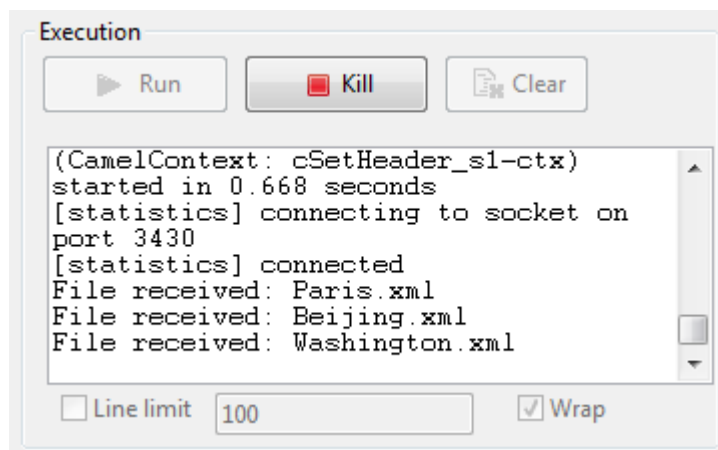 Execution
Run Kill Clear
(CamelContext: cSetHeader_s1-ctx)
started in 0.668 seconds
[statistics] connecting to socket on
port 3430
[statistics] connected
File received: Paris.xml
File received: Beijing.xml
File received: Washington.xml
Line limit 100 Wrap